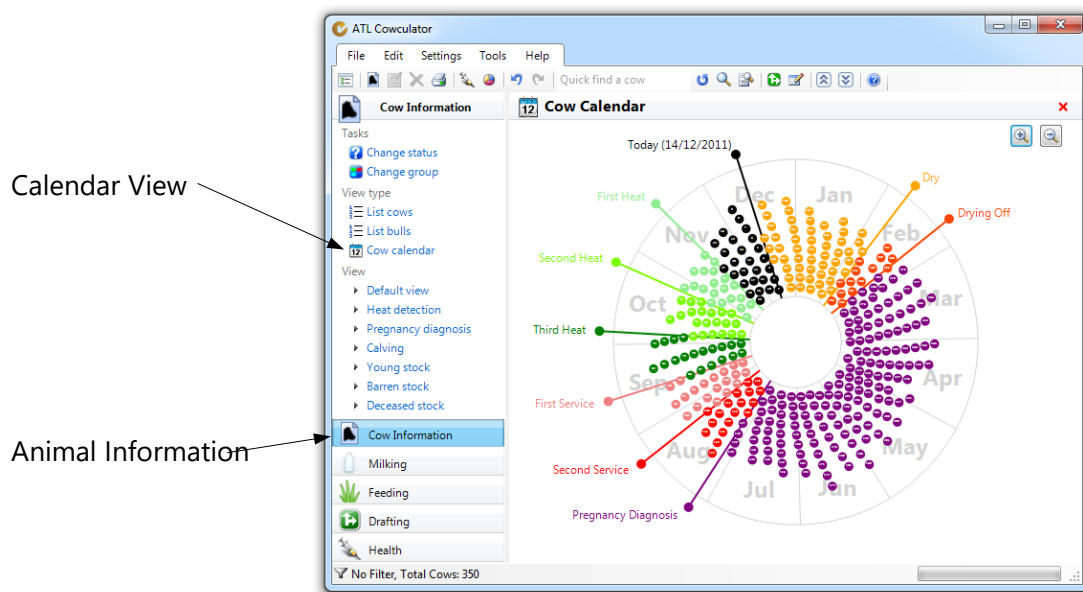 ATL Cowculator
File Edit Settings Tools Help
Quick find a cow
Cow Information
Tasks
Change status
Change group
View type
List cows
List bulls
12 Cow calendar
View
Default view
Heat detection
Pregnancy diagnosis
Calving
Young stock
Barren stock
Deceased stock
Cow Information
Milking
Feeding
Drafting
Health
No Filter, Total Cows: 350
12 Cow Calendar
Today (14/12/2011)
Dry
Drying Off
First Heat
Second Heat
Third Heat
First Service
Second Service
Pregnancy Diagnosis
Jan
Feb
Mar
Apr
May
Jun
Jul
Aug
Sep
Oct
Nov
Dec
Calendar View
Animal Information